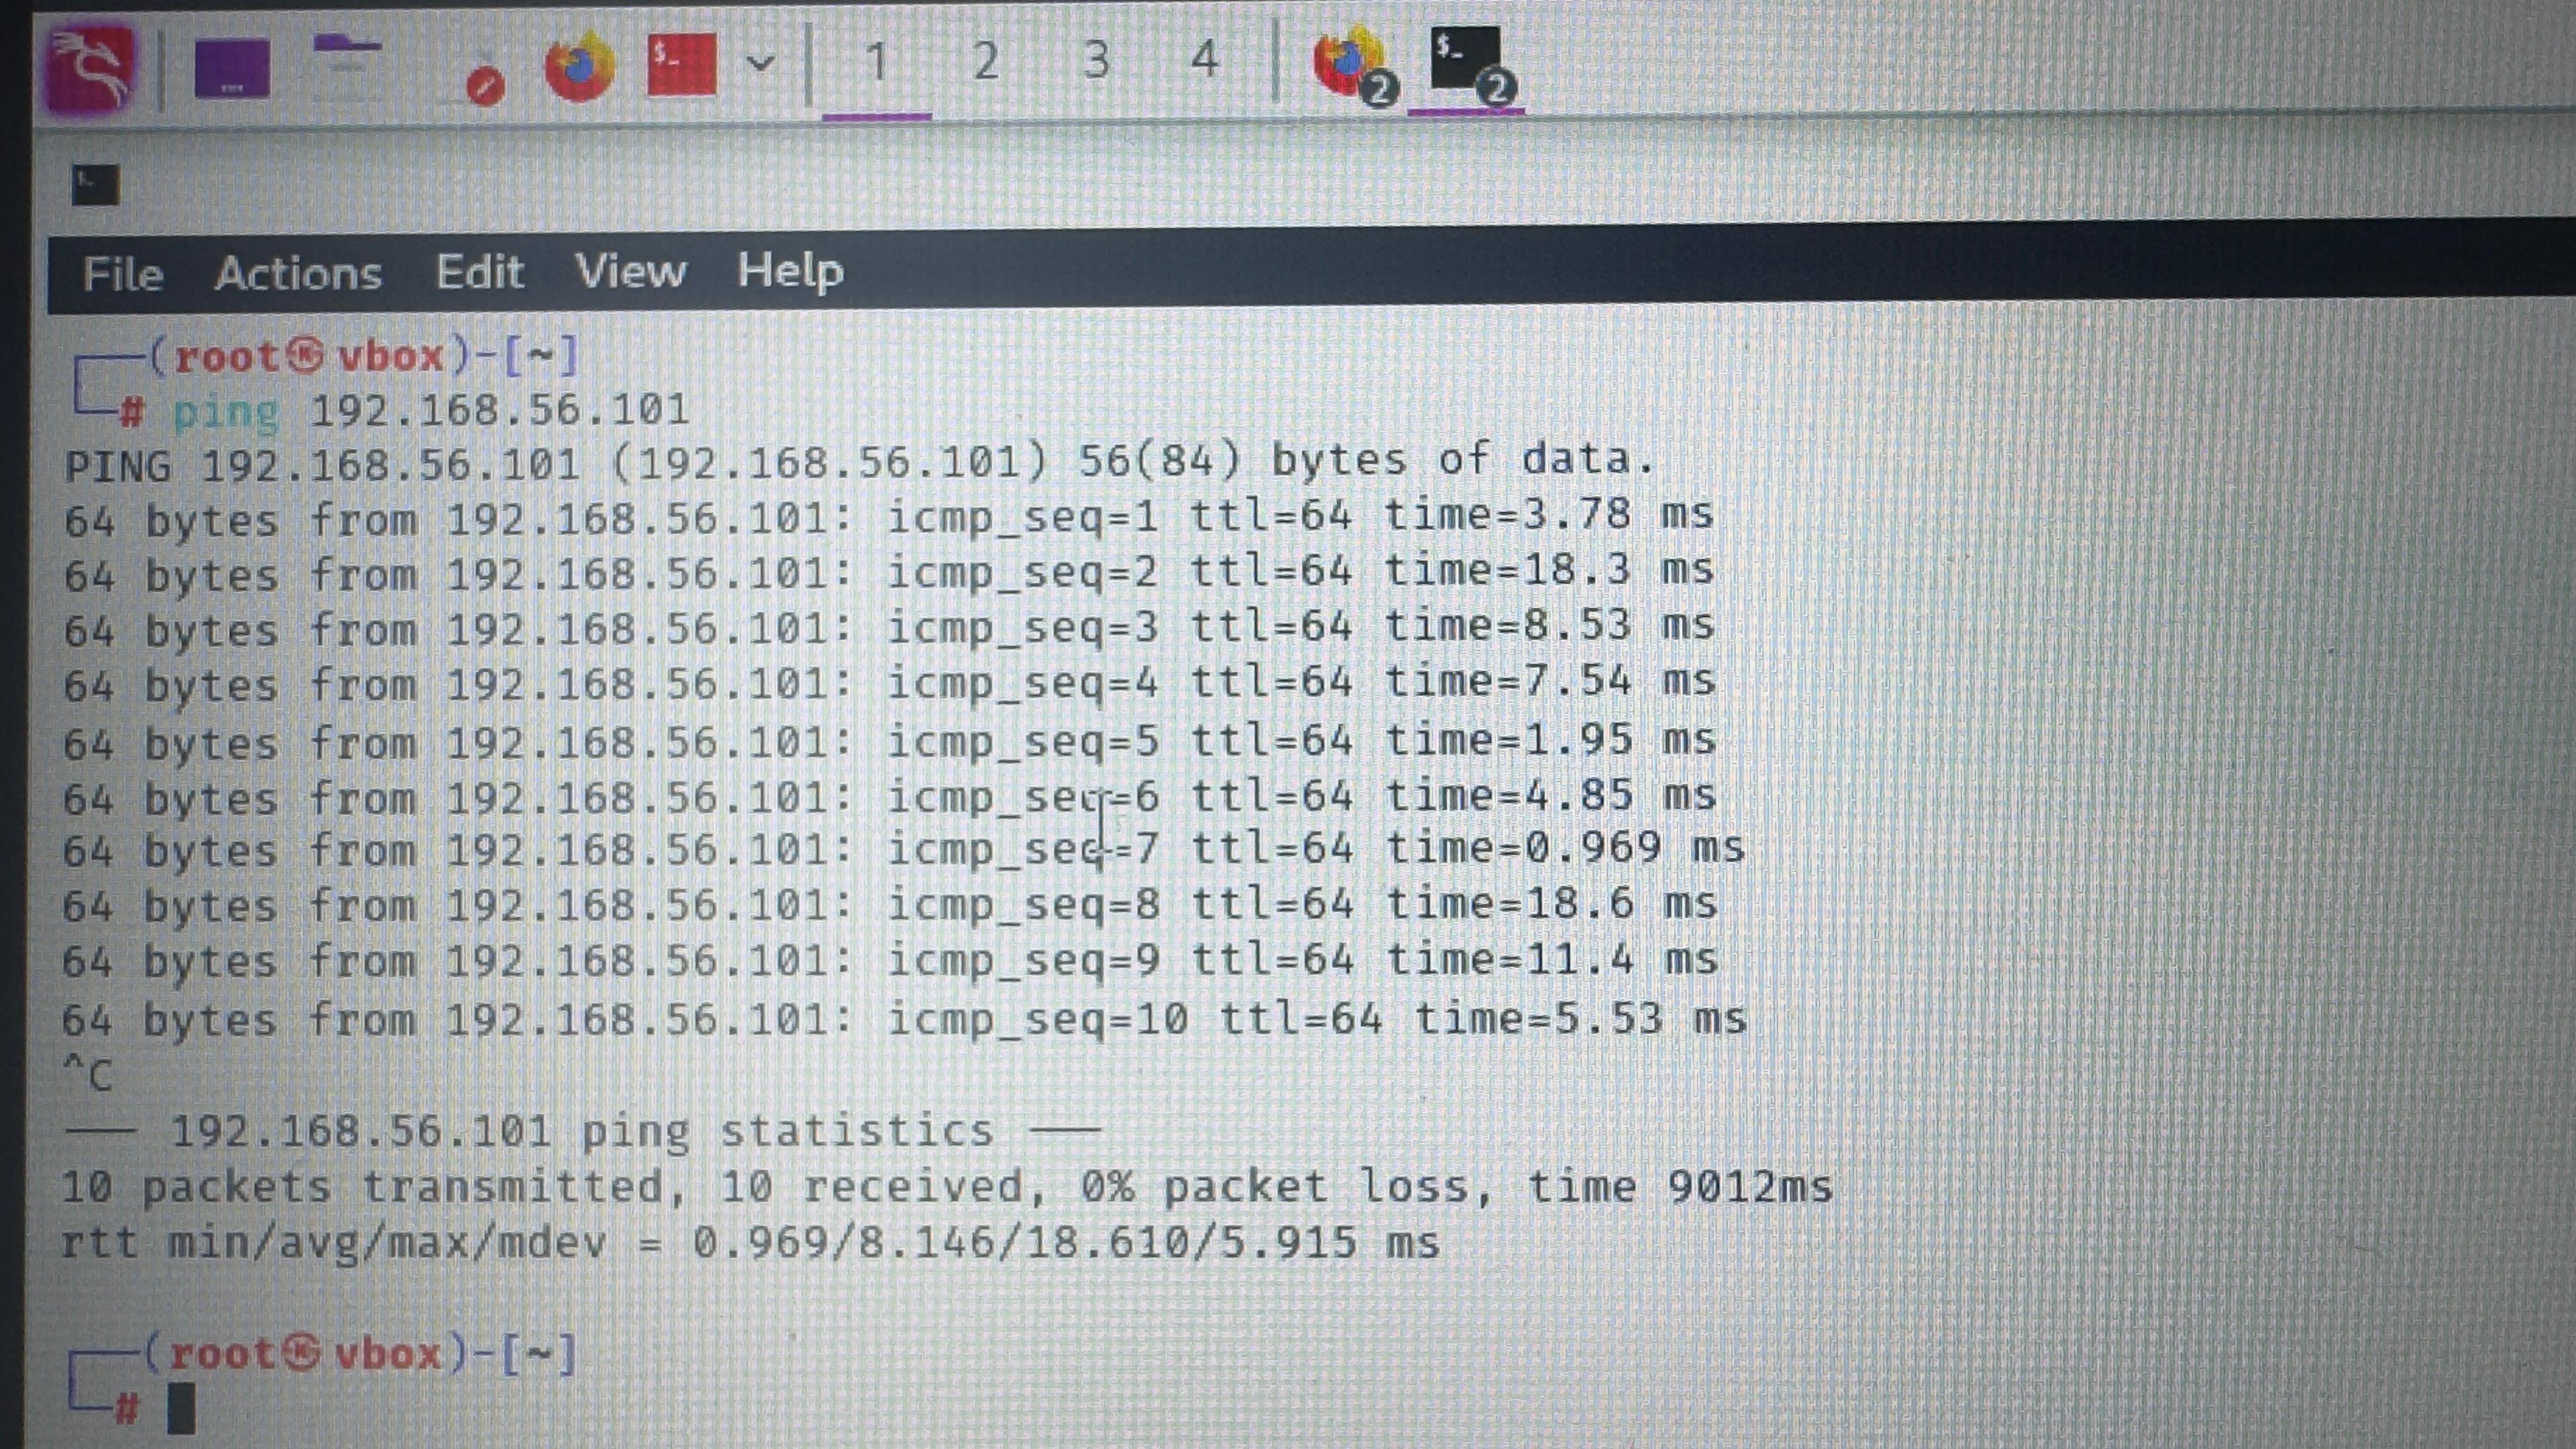 1 2 3 4 2 2
File Actions Edit View Help
┌──(root㉿vbox)-[~]
└─# ping 192.168.56.101
PING 192.168.56.101 (192.168.56.101) 56(84) bytes of data.
64 bytes from 192.168.56.101: icmp_seq=1 ttl=64 time=3.78 ms
64 bytes from 192.168.56.101: icmp_seq=2 ttl=64 time=18.3 ms
64 bytes from 192.168.56.101: icmp_seq=3 ttl=64 time=8.53 ms
64 bytes from 192.168.56.101: icmp_seq=4 ttl=64 time=7.54 ms
64 bytes from 192.168.56.101: icmp_seq=5 ttl=64 time=1.95 ms
64 bytes from 192.168.56.101: icmp_seq=6 ttl=64 time=4.85 ms
64 bytes from 192.168.56.101: icmp_seq=7 ttl=64 time=0.969 ms
64 bytes from 192.168.56.101: icmp_seq=8 ttl=64 time=18.6 ms
64 bytes from 192.168.56.101: icmp_seq=9 ttl=64 time=11.4 ms
64 bytes from 192.168.56.101: icmp_seq=10 ttl=64 time=5.53 ms
^C
── 192.168.56.101 ping statistics ──
10 packets transmitted, 10 received, 0% packet loss, time 9012ms
rtt min/avg/max/mdev = 0.969/8.146/18.610/5.915 ms
┌──(root㉿vbox)-[~]
└─#